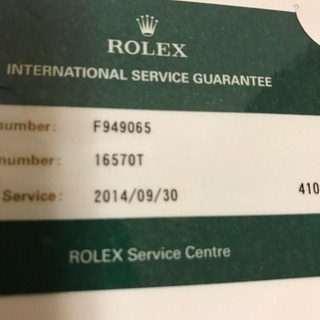 ROLEX
INTERNATIONAL SERVICE GUARANTEE
number: F949065
number: 16570T
Service: 2014/09/30 410
ROLEX Service Centre